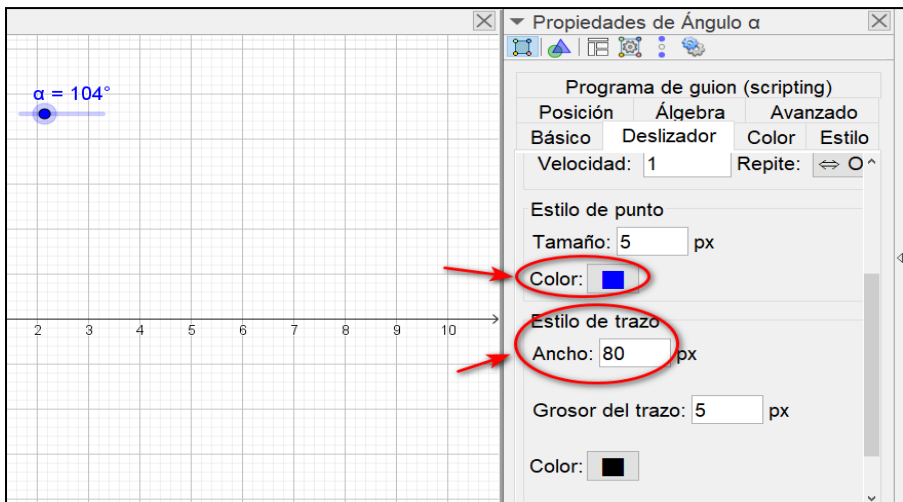 Propiedades de Ángulo α
α = 104°
Programa de guion (scripting)
Posición Álgebra Avanzado
Básico Deslizador Color Estilo
Velocidad: 1 Repite: ⇔ O
Estilo de punto
Tamaño: 5 px
Color:
2 3 4 5 6 7 8 9 10
Estilo de trazo
Ancho: 80 px
Grosor del trazo: 5 px
Color: